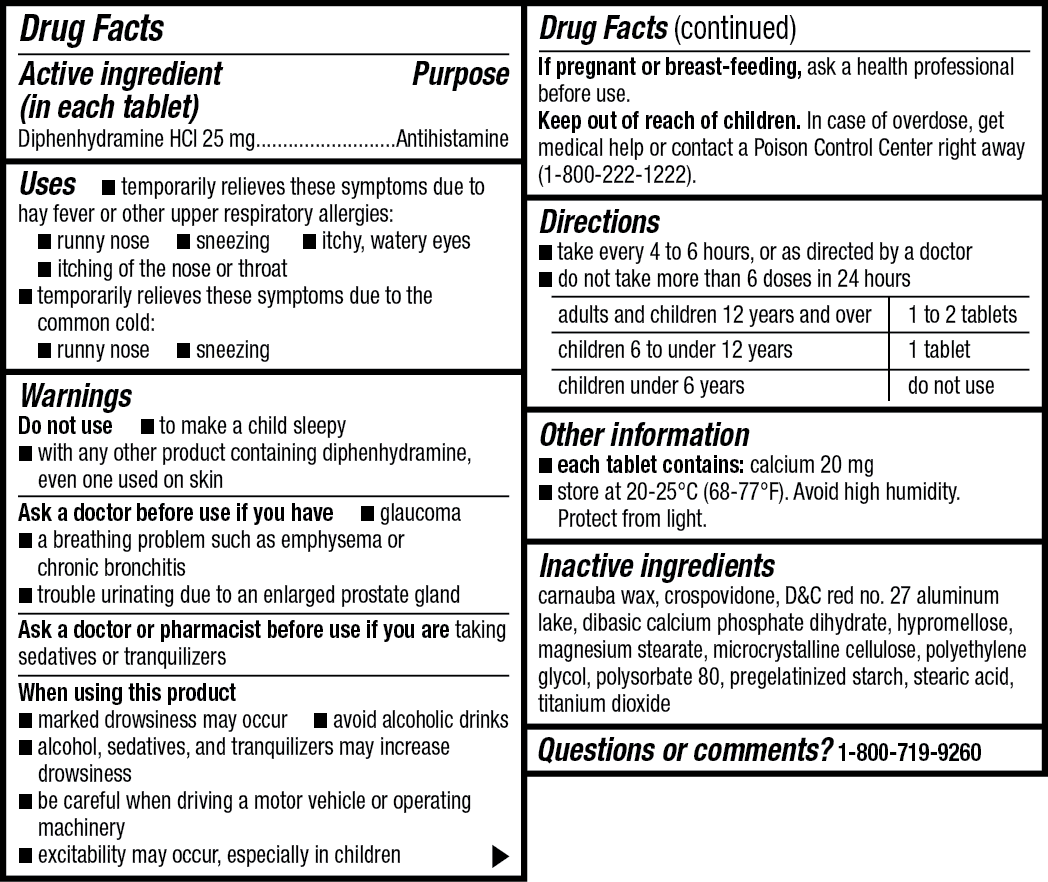 Drug Facts
Active ingredient Purpose
(in each tablet)
Diphenhydramine HCl 25 mg..........................Antihistamine
Uses ■ temporarily relieves these symptoms due to
hay fever or other upper respiratory allergies:
■ runny nose ■ sneezing ■ itchy, watery eyes
■ itching of the nose or throat
■ temporarily relieves these symptoms due to the
common cold:
■ runny nose ■ sneezing
Warnings
Do not use ■ to make a child sleepy
■ with any other product containing diphenhydramine,
even one used on skin
Ask a doctor before use if you have ■ glaucoma
■ a breathing problem such as emphysema or
chronic bronchitis
■ trouble urinating due to an enlarged prostate gland
Ask a doctor or pharmacist before use if you are taking
sedatives or tranquilizers
When using this product
■ marked drowsiness may occur ■ avoid alcoholic drinks
■ alcohol, sedatives, and tranquilizers may increase
drowsiness
■ be careful when driving a motor vehicle or operating
machinery
■ excitability may occur, especially in children ▶
Drug Facts (continued)
If pregnant or breast-feeding, ask a health professional
before use.
Keep out of reach of children. In case of overdose, get
medical help or contact a Poison Control Center right away
(1-800-222-1222).
Directions
■ take every 4 to 6 hours, or as directed by a doctor
■ do not take more than 6 doses in 24 hours
adults and children 12 years and over 1 to 2 tablets
children 6 to under 12 years 1 tablet
children under 6 years do not use
Other information
■ each tablet contains: calcium 20 mg
■ store at 20-25°C (68-77°F). Avoid high humidity.
Protect from light.
Inactive ingredients
carnauba wax, crospovidone, D&C red no. 27 aluminum
lake, dibasic calcium phosphate dihydrate, hypromellose,
magnesium stearate, microcrystalline cellulose, polyethylene
glycol, polysorbate 80, pregelatinized starch, stearic acid,
titanium dioxide
Questions or comments? 1-800-719-9260